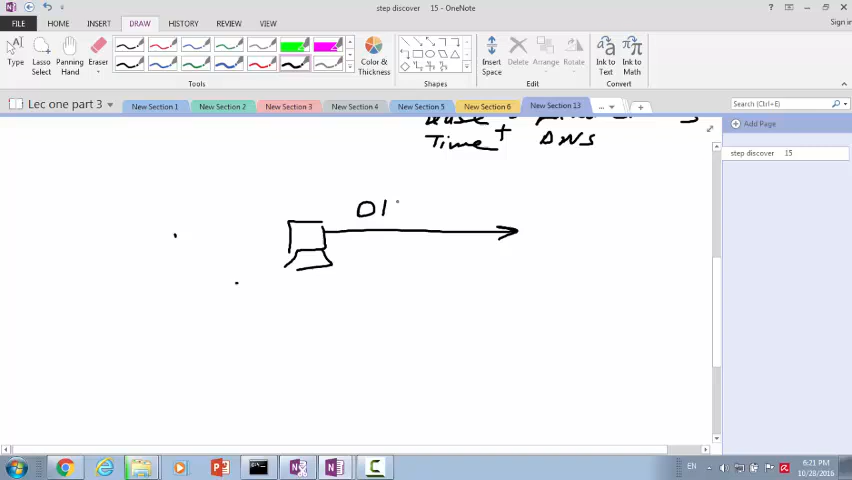 step discover 15 - OneNote
FILE HOME INSERT DRAW HISTORY REVIEW VIEW
Sign in
Type Lasso Select Panning Hand Eraser Color & Thickness Insert Space Delete Arrange Ink to Text Ink to Math
Tools Shapes Edit Convert
Lec one part 3 New Section 1 New Section 2 New Section 3 New Section 4 New Section 5 New Section 6 New Section 13 ... Search (Ctrl+E)
Add Page
step discover 15
Time + DNS
DI
EN 6:21 PM
10/28/2016